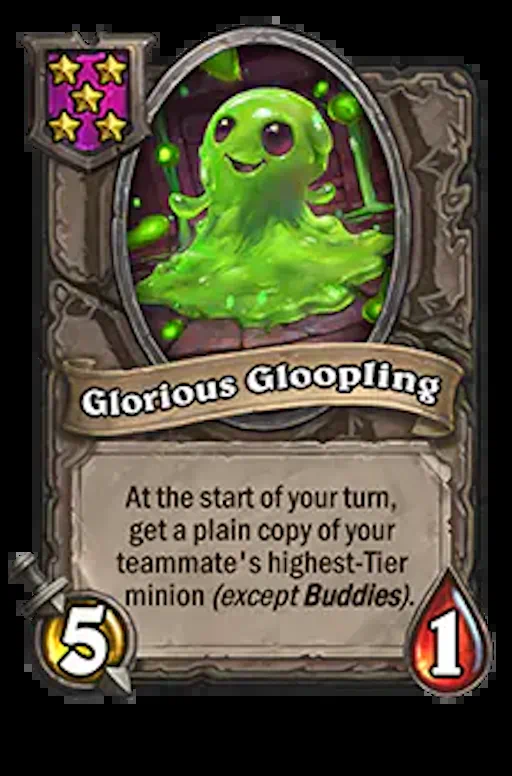 Glorious Gloopling
At the start of your turn,
get a plain copy of your
teammate's highest-Tier
minion (except Buddies).
5
1